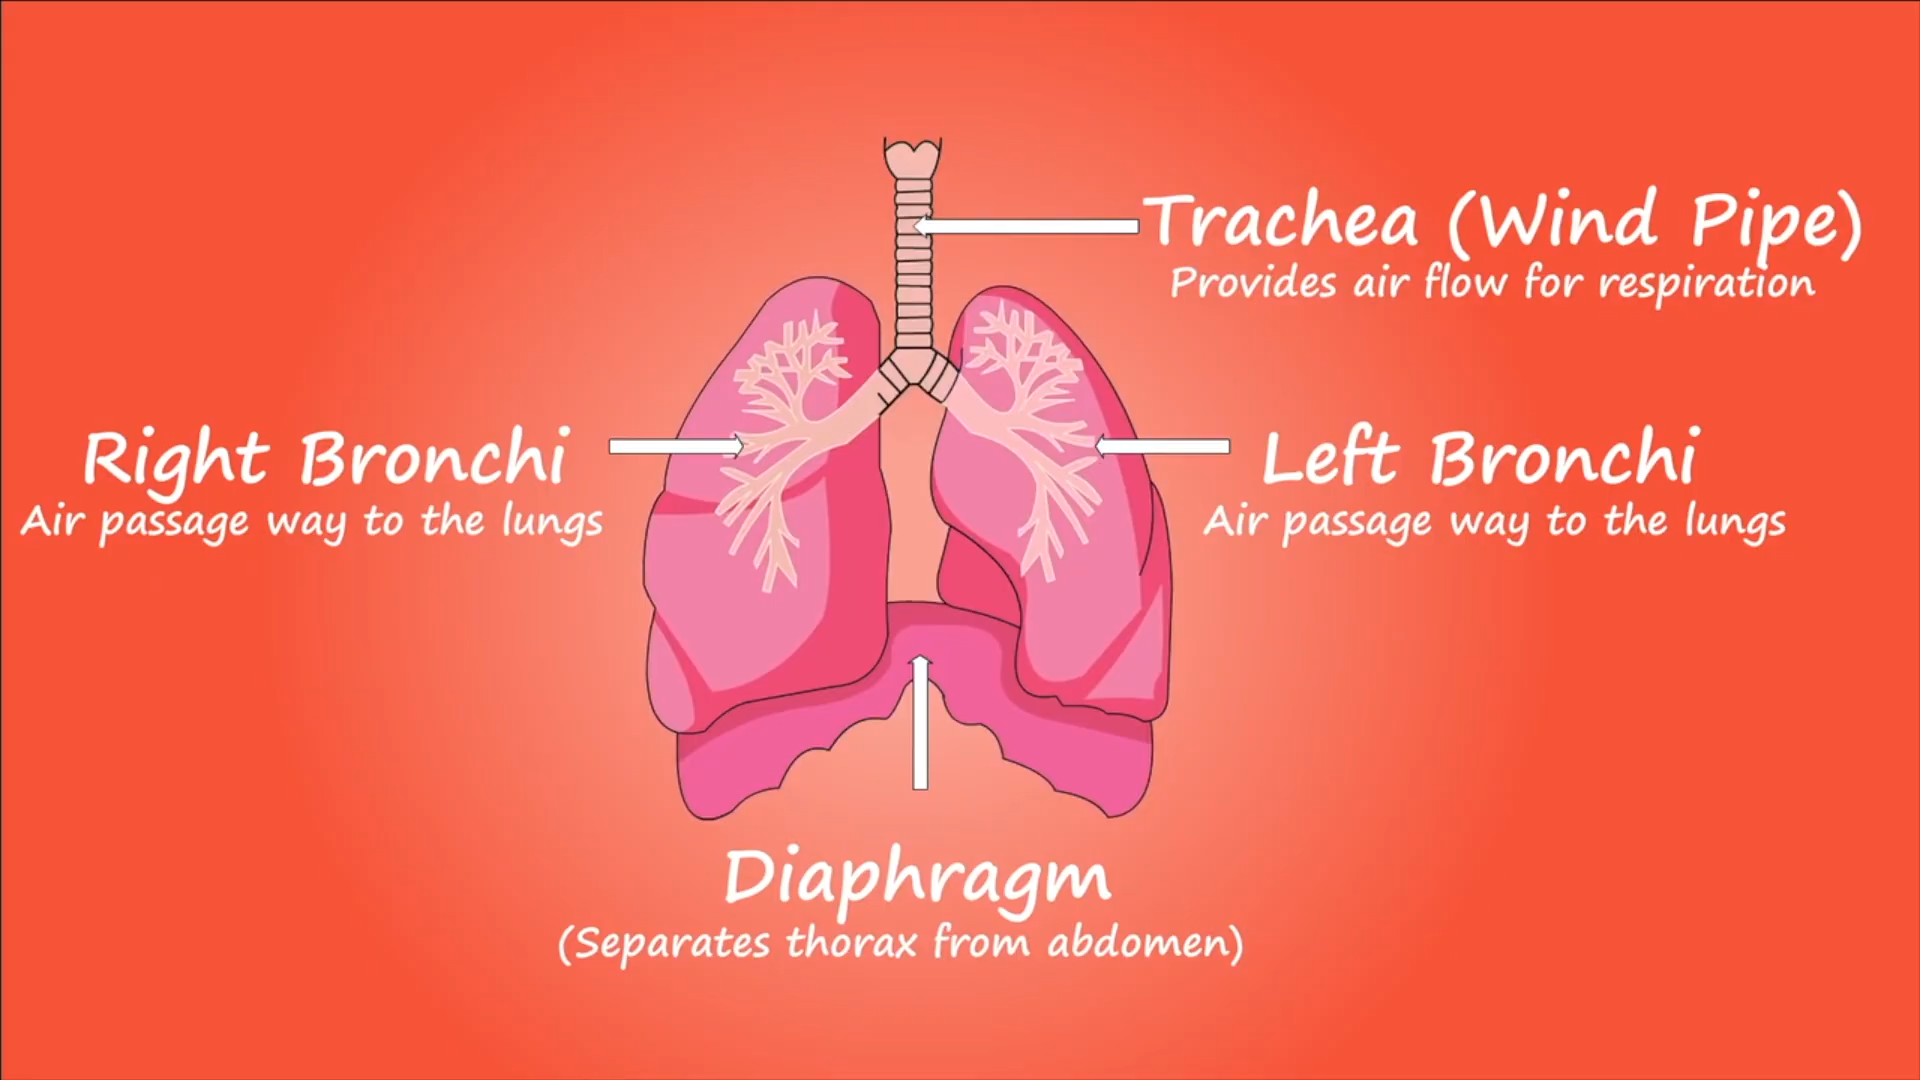 Trachea (Wind Pipe)
Provides air flow for respiration
Right Bronchi
Air passage way to the lungs
Left Bronchi
Air passage way to the lungs
Diaphragm
(Separates thorax from abdomen)